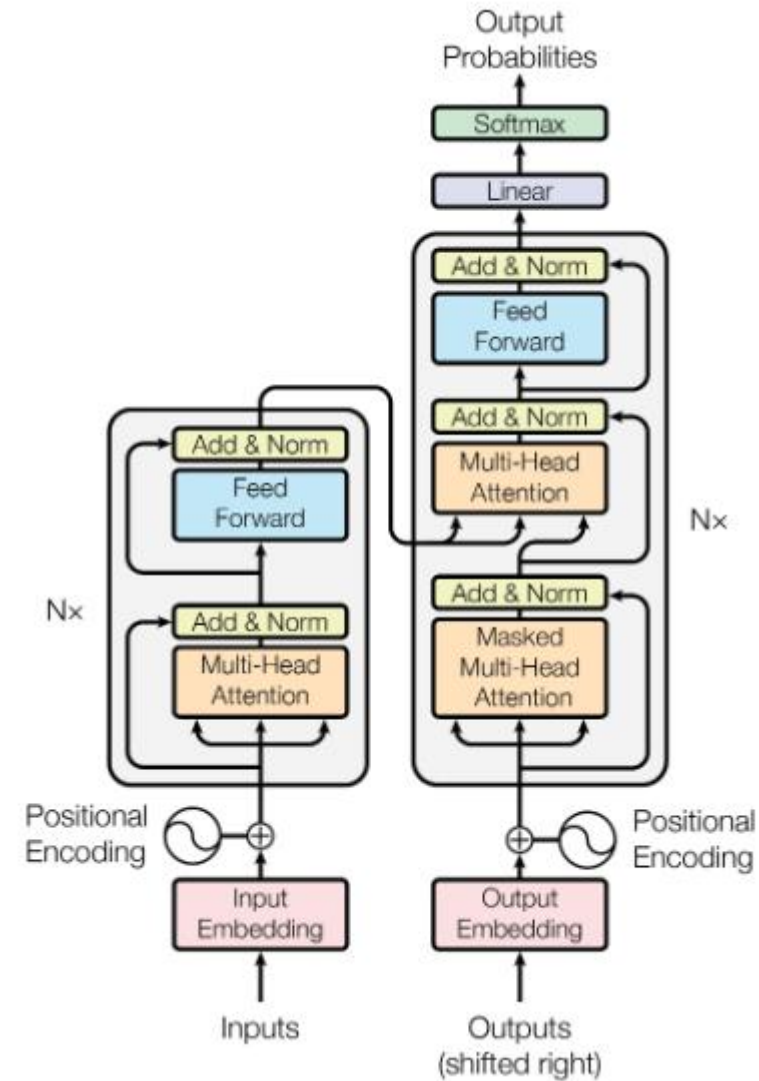 Output
Probabilities
Softmax
Linear
Add & Norm
Feed
Forward
Add & Norm
Multi-Head
Attention
Add & Norm
Masked
Multi-Head
Attention
Nx
Add & Norm
Feed
Forward
Add & Norm
Multi-Head
Attention
Nx
Positional
Encoding
Positional
Encoding
Input
Embedding
Output
Embedding
Inputs
Outputs
(shifted right)